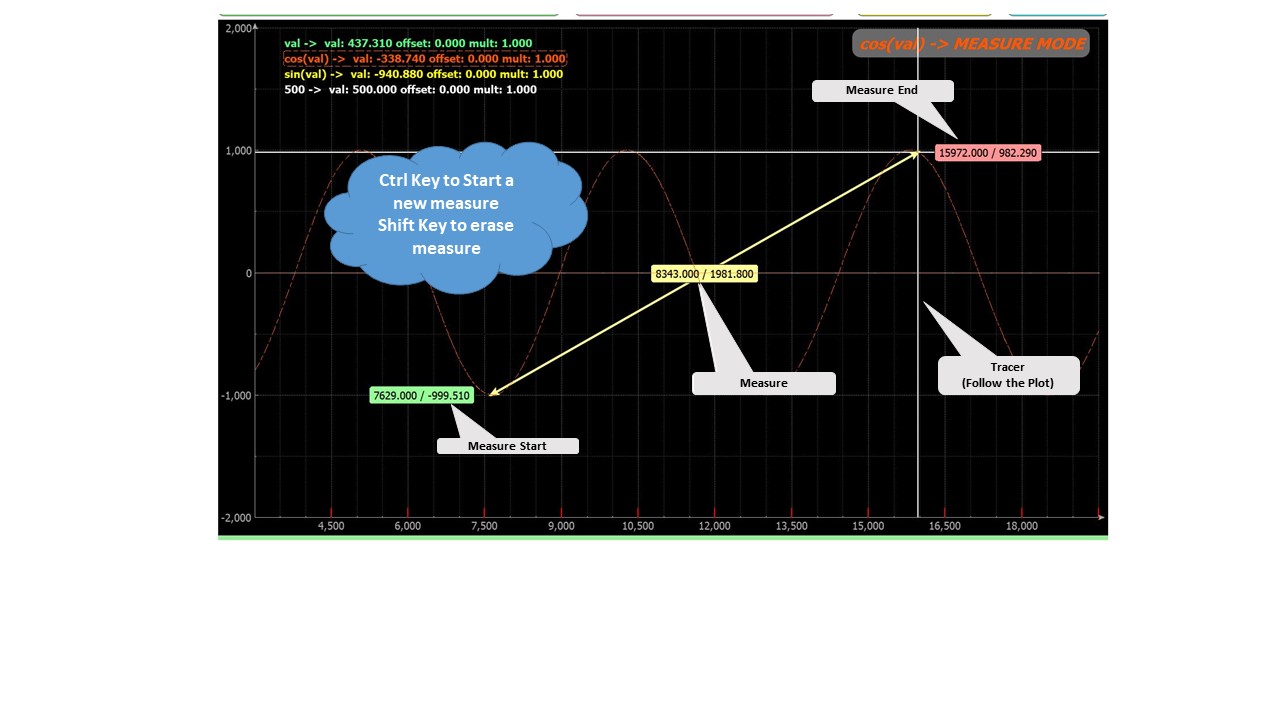 2,000
val -> val: 437.310 offset: 0.000 mult: 1.000
cos(val) -> val: -338.740 offset: 0.000 mult: 1.000
sin(val) -> val: -940.880 offset: 0.000 mult: 1.000
500 -> val: 500.000 offset: 0.000 mult: 1.000
cos(val) -> MEASURE MODE
Measure End
1,000
15972.000 / 982.290
Ctrl Key to Start a
new measure
Shift Key to erase
measure
0
8343.000 / 1981.800
Tracer
(Follow the Plot)
Measure
-1,000
7629.000 / -999.510
Measure Start
-2,000
4,500 6,000 7,500 9,000 10,500 12,000 13,500 15,000 16,500 18,000